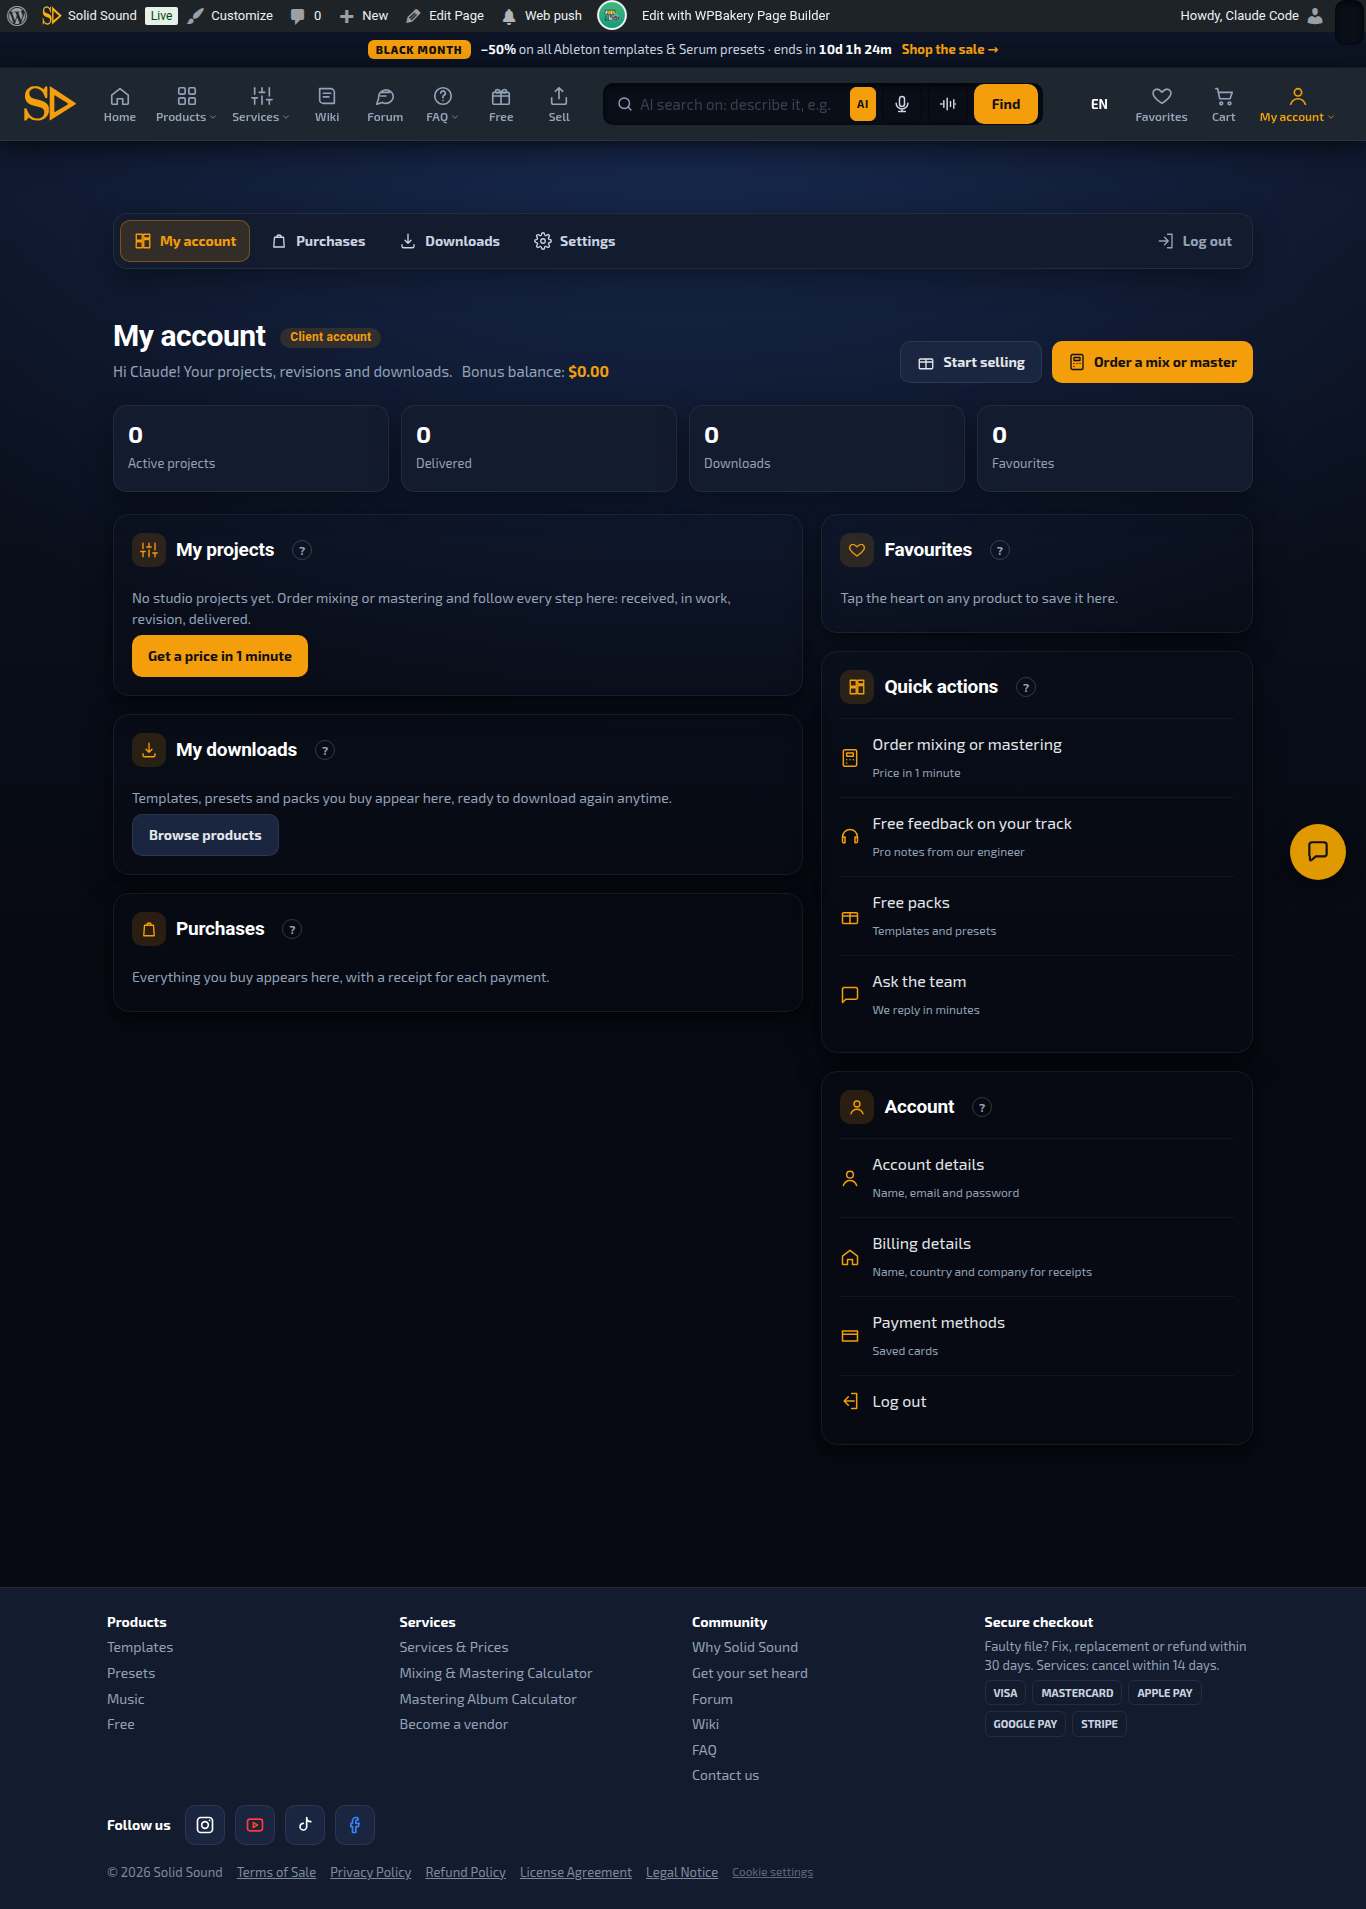 Solid Sound Live Customize 0 New Edit Page Web push Edit with WPBakery Page Builder Howdy, Claude Code
BLACK MONTH −50% on all Ableton templates & Serum presets · ends in 10d 1h 24m Shop the sale →
SD
Home Products Services Wiki Forum FAQ Free Sell
AI search on: describe it, e.g. AI Find
EN Favorites Cart My account
My account Purchases Downloads Settings Log out
My account Client account
Hi Claude! Your projects, revisions and downloads. Bonus balance: $0.00
Start selling Order a mix or master
0
Active projects
0
Delivered
0
Downloads
0
Favourites
My projects ?
No studio projects yet. Order mixing or mastering and follow every step here: received, in work,
revision, delivered.
Get a price in 1 minute
My downloads ?
Templates, presets and packs you buy appear here, ready to download again anytime.
Browse products
Purchases ?
Everything you buy appears here, with a receipt for each payment.
Favourites ?
Tap the heart on any product to save it here.
Quick actions ?
Order mixing or mastering
Price in 1 minute
Free feedback on your track
Pro notes from our engineer
Free packs
Templates and presets
Ask the team
We reply in minutes
Account ?
Account details
Name, email and password
Billing details
Name, country and company for receipts
Payment methods
Saved cards
Log out
Products
Templates
Presets
Music
Free
Services
Services & Prices
Mixing & Mastering Calculator
Mastering Album Calculator
Become a vendor
Community
Why Solid Sound
Get your set heard
Forum
Wiki
FAQ
Contact us
Secure checkout
Faulty file? Fix, replacement or refund within
30 days. Services: cancel within 14 days.
VISA MASTERCARD APPLE PAY
GOOGLE PAY STRIPE
Follow us
© 2026 Solid Sound Terms of Sale Privacy Policy Refund Policy License Agreement Legal Notice Cookie settings